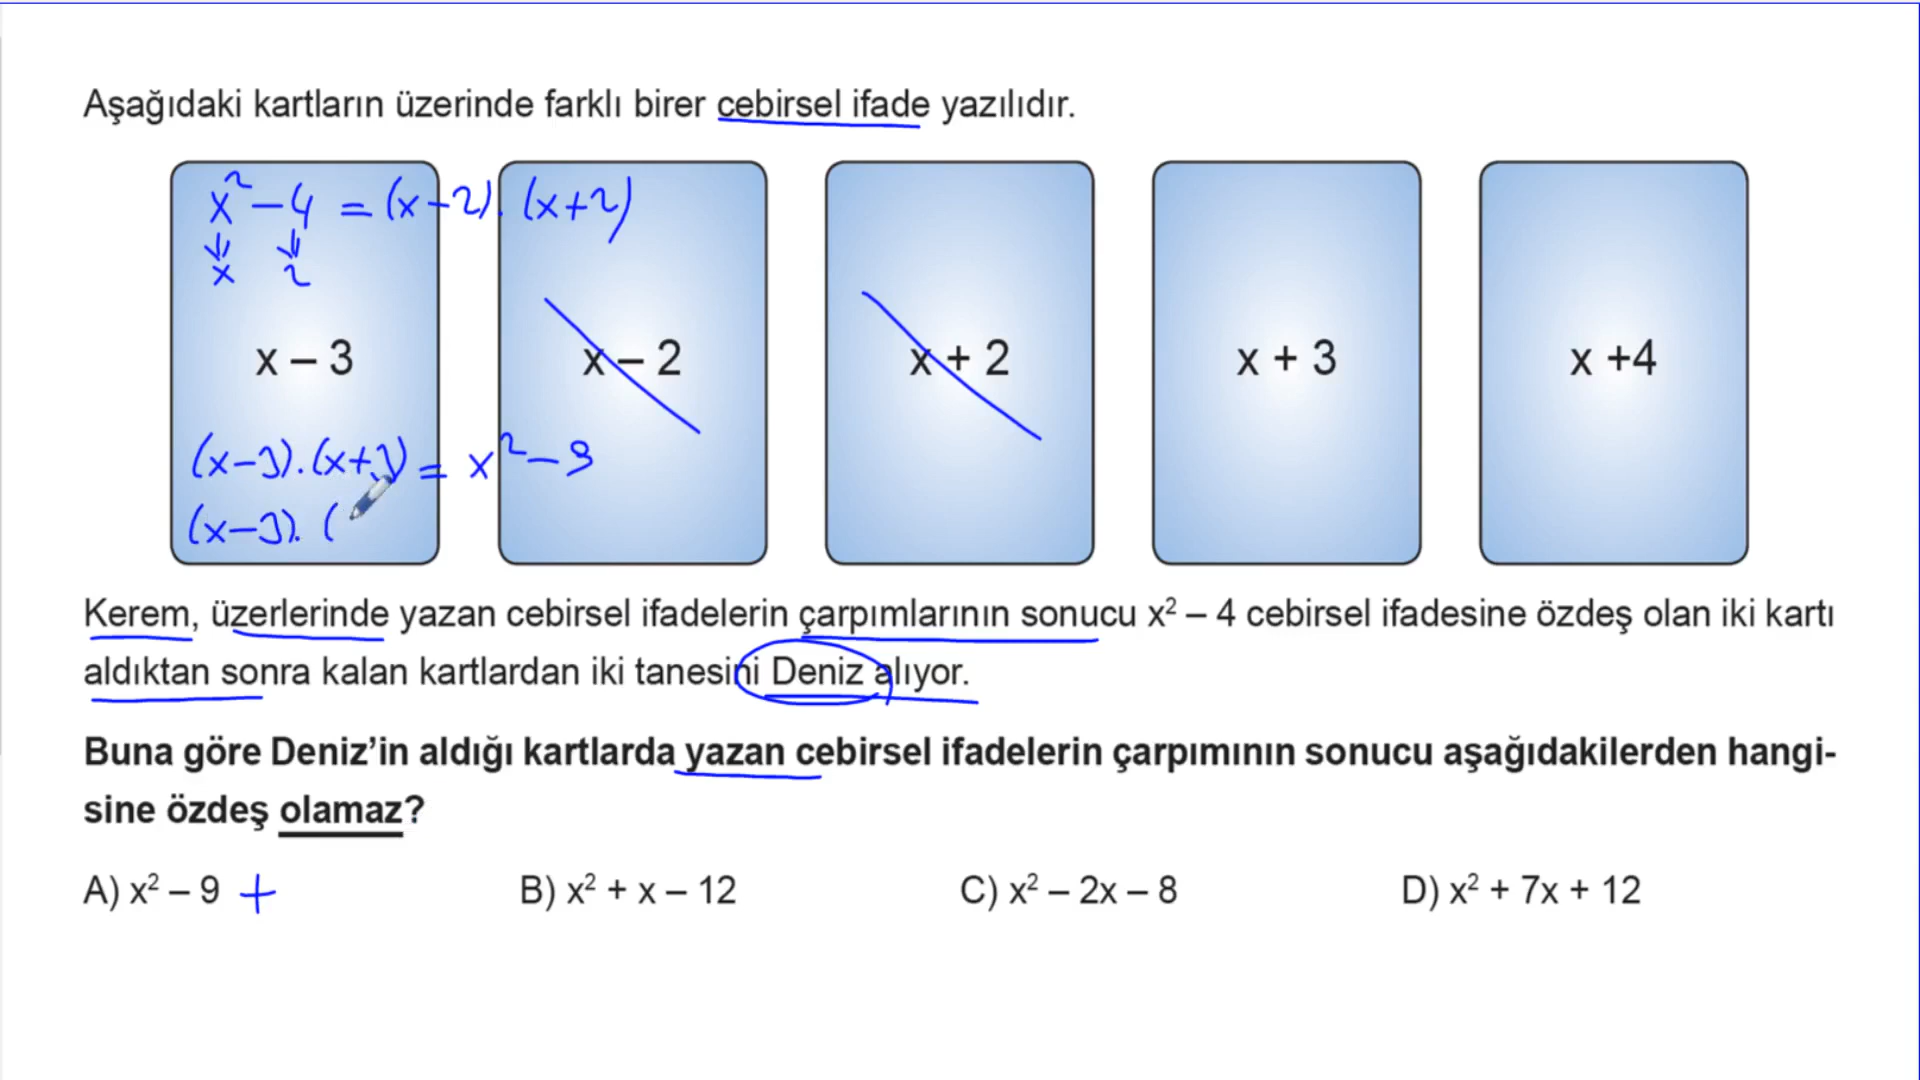 Aşağıdaki kartların üzerinde farklı birer cebirsel ifade yazılıdır.
x² – 4 = (x – 2). (x + 2)
x 2
x – 3 x – 2 x + 2 x + 3 x +4
(x – 3).(x + 3) = x² – 9
(x – 3). (
Kerem, üzerlerinde yazan cebirsel ifadelerin çarpımlarının sonucu x² – 4 cebirsel ifadesine özdeş olan iki kartı
aldıktan sonra kalan kartlardan iki tanesini Deniz alıyor.
Buna göre Deniz’in aldığı kartlarda yazan cebirsel ifadelerin çarpımının sonucu aşağıdakilerden hangi-
sine özdeş olamaz?
A) x² – 9 + B) x² + x – 12 C) x² – 2x – 8 D) x² + 7x + 12